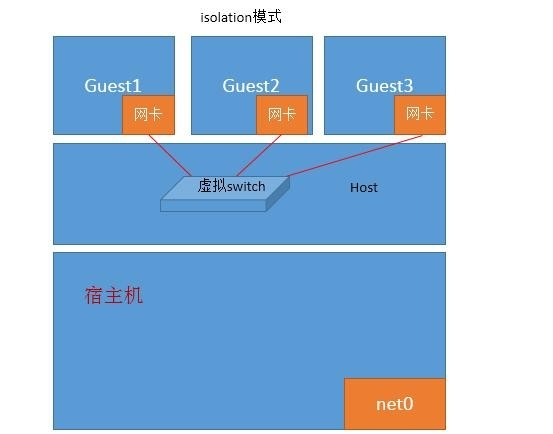 isolation模式
Guest1
Guest2
Guest3
网卡
网卡
网卡
虚拟switch
Host
宿主机
net0